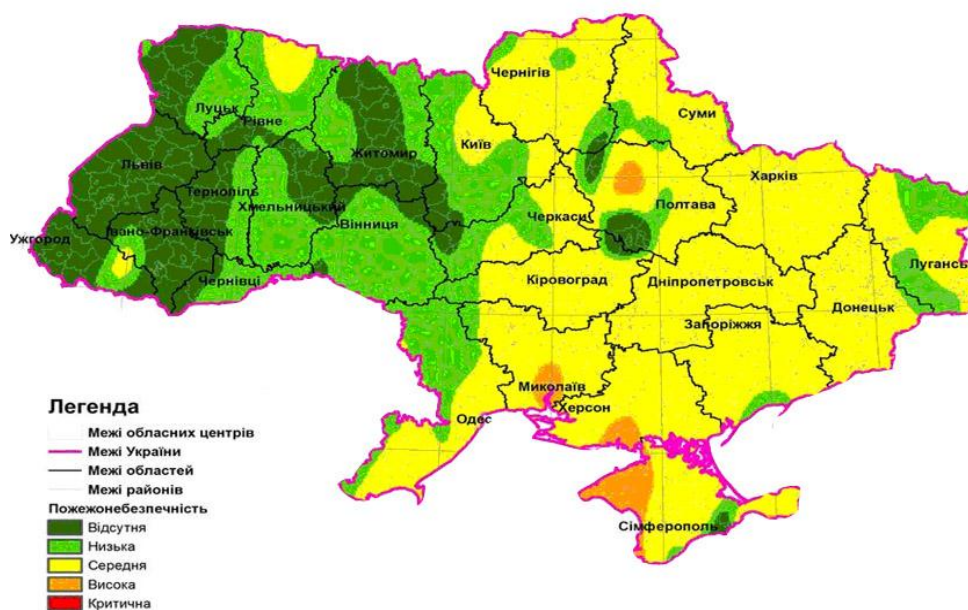 Чернігів
Суми
Луцьк
Рівне
Київ
Житомир
Львів
Харків
Тернопіль
Хмельницький
Полтава
Черкаси
Вінниця
Ужгород
Івано-Франківськ
Луганськ
Чернівці
Кіровоград
Дніпропетровськ
Донецьк
Запоріжжя
Миколаїв
Херсон
Одес
Сімферополь
Легенда
Межі обласних центрів
Межі України
Межі областей
Межі районів
Пожежонебезпечність
Відсутня
Низька
Середня
Висока
Критична